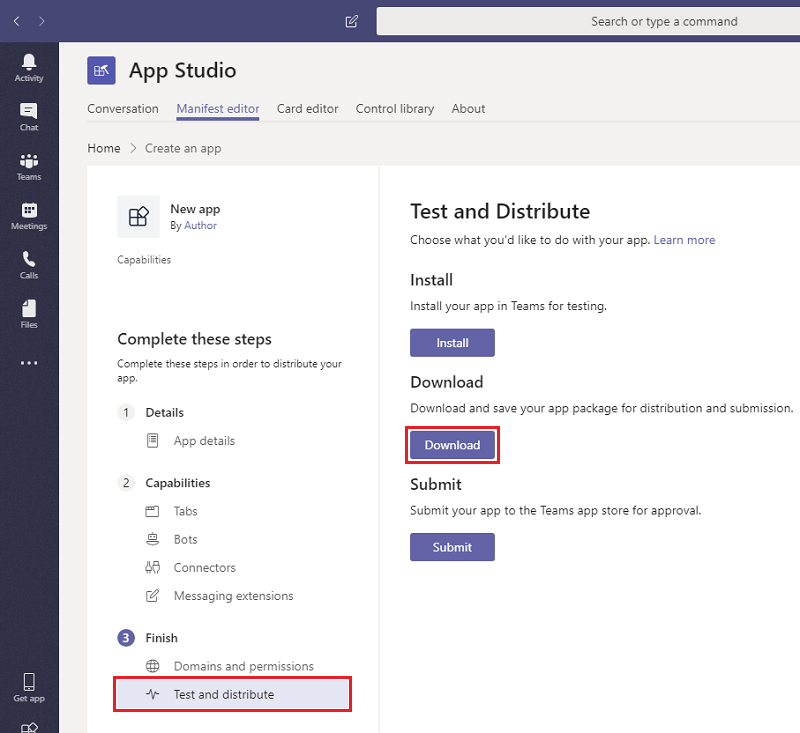 Search or type a command
Activity
Chat
Teams
Meetings
Calls
Files
Get app
App Studio
Conversation Manifest editor Card editor Control library About
Home > Create an app
New app
By Author
Capabilities
Complete these steps
Complete these steps in order to distribute your
app.
1 Details
App details
2 Capabilities
Tabs
Bots
Connectors
Messaging extensions
3 Finish
Domains and permissions
Test and distribute
Test and Distribute
Choose what you'd like to do with your app. Learn more
Install
Install your app in Teams for testing.
Install
Download
Download and save your app package for distribution and submission.
Download
Submit
Submit your app to the Teams app store for approval.
Submit